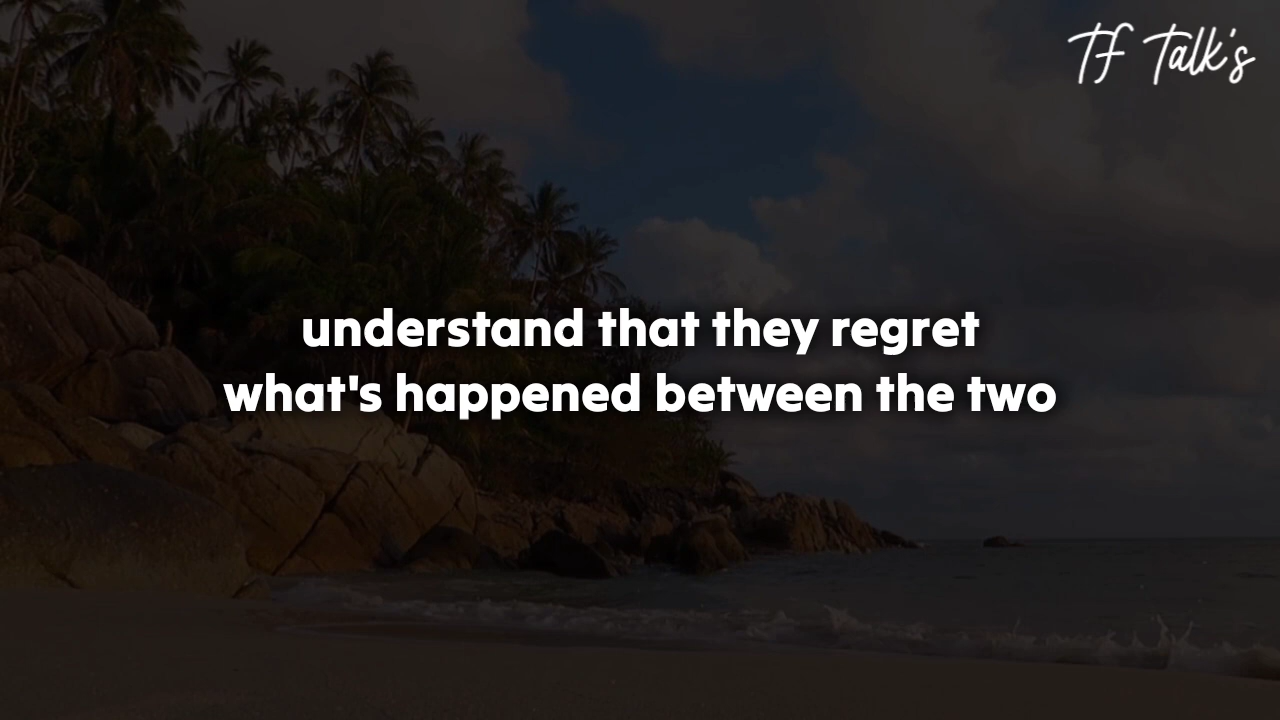 TF Talk's
understand that they regret
what's happened between the two